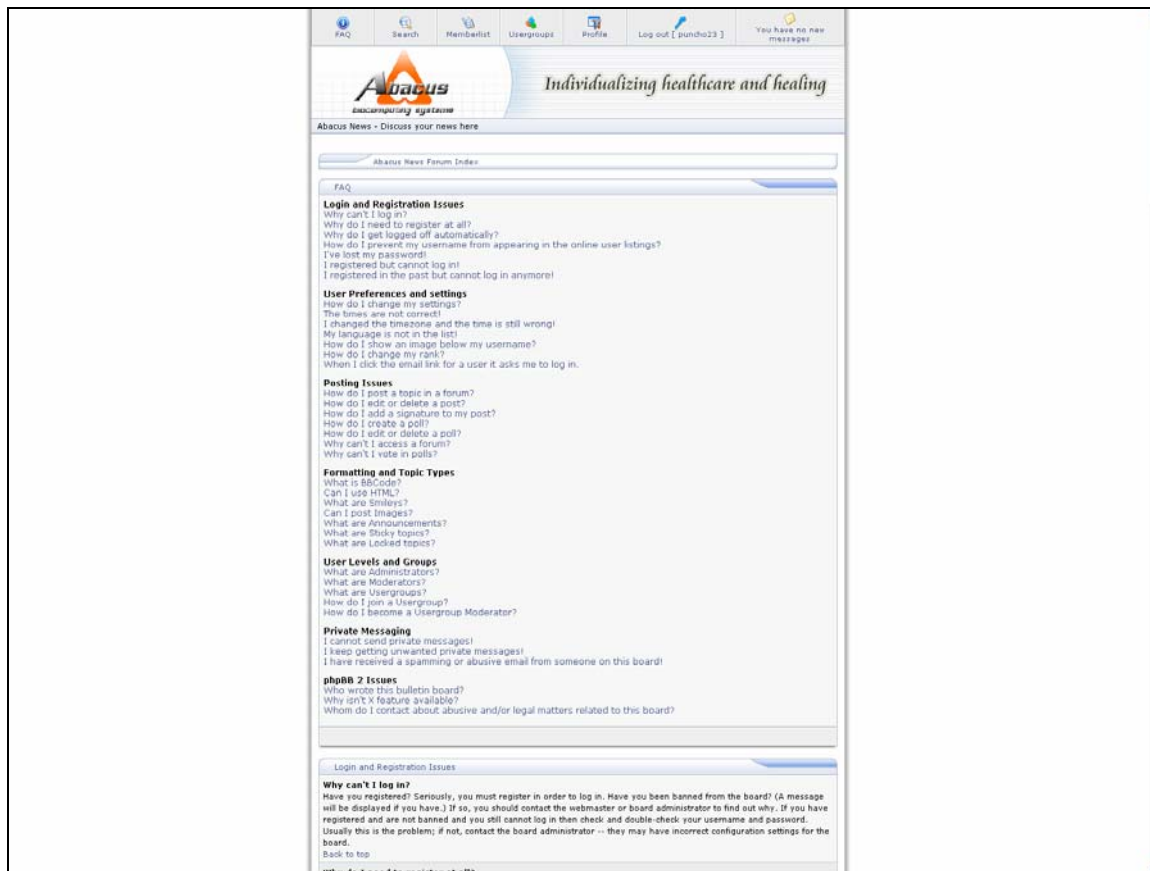 FAQ Search Memberlist Usergroups Profile Log out [ puncho23 ] You have no new
messages
Abacus
biocomputing systems
Individualizing healthcare and healing
Abacus News - Discuss your news here
Abacus News Forum Index
FAQ
Login and Registration Issues
Why can't I log in?
Why do I need to register at all?
Why do I get logged off automatically?
How do I prevent my username from appearing in the online user listings?
I've lost my password!
I registered but cannot log in!
I registered in the past but cannot log in anymore!
User Preferences and settings
How do I change my settings?
The times are not correct!
I changed the timezone and the time is still wrong!
My language is not in the list!
How do I show an image below my username?
How do I change my rank?
When I click the email link for a user it asks me to log in.
Posting Issues
How do I post a topic in a forum?
How do I edit or delete a post?
How do I add a signature to my post?
How do I create a poll?
How do I edit or delete a poll?
Why can't I access a forum?
Why can't I vote in polls?
Formatting and Topic Types
What is BBCode?
Can I use HTML?
What are Smileys?
Can I post Images?
What are Announcements?
What are Sticky topics?
What are Locked topics?
User Levels and Groups
What are Administrators?
What are Moderators?
What are Usergroups?
How do I join a Usergroup?
How do I become a Usergroup Moderator?
Private Messaging
I cannot send private messages!
I keep getting unwanted private messages!
I have received a spamming or abusive email from someone on this board!
phpBB 2 Issues
Who wrote this bulletin board?
Why isn't X feature available?
Whom do I contact about abusive and/or legal matters related to this board?
Login and Registration Issues
Why can't I log in?
Have you registered? Seriously, you must register in order to log in. Have you been banned from the board? (A message
will be displayed if you have.) If so, you should contact the webmaster or board administrator to find out why. If you have
registered and are not banned and you still cannot log in then check and double-check your username and password.
Usually this is the problem; if not, contact the board administrator -- they may have incorrect configuration settings for the
board.
Back to top
Why do I need to register at all?